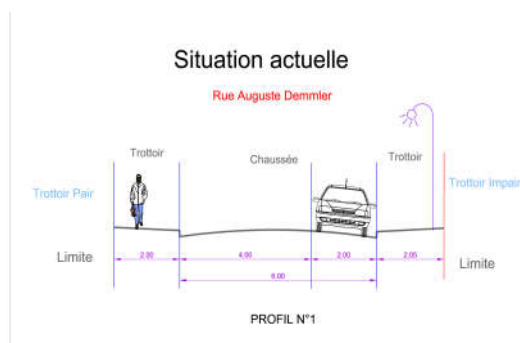 Situation actuelle
Rue Auguste Demmler
Trottoir
Chaussée
Trottoir
Trottoir Pair
Trottoir Impair
Limite
2.00
4.00
2.00
2.05
Limite
6.00
PROFIL N°1